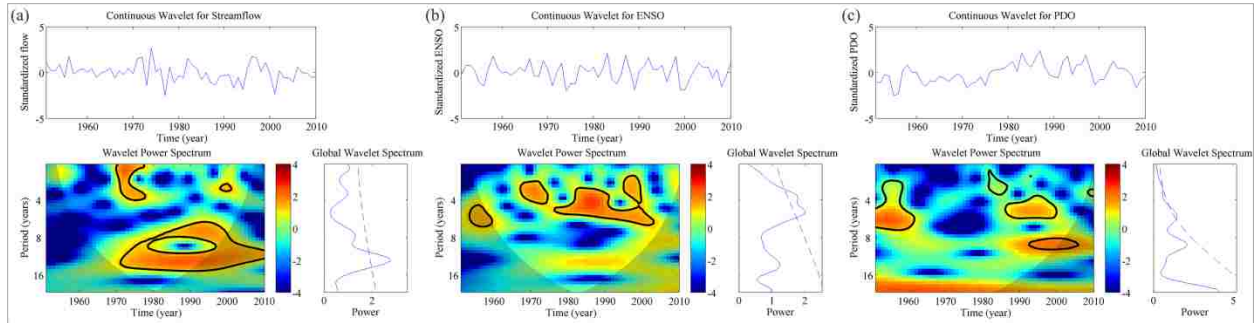 (a) Continuous Wavelet for Streamflow
5
0
-5
Standardized flow
1960 1970 1980 1990 2000 2010
Time (year)
Wavelet Power Spectrum
4
8
16
Period (years)
1960 1970 1980 1990 2000 2010
Time (year)
4
2
0
-2
-4
Global Wavelet Spectrum
0 2
Power
(b) Continuous Wavelet for ENSO
5
0
-5
Standardized ENSO
1960 1970 1980 1990 2000 2010
Time (year)
Wavelet Power Spectrum
4
8
16
Period (years)
1960 1970 1980 1990 2000 2010
Time (year)
4
2
0
-2
-4
Global Wavelet Spectrum
0 1 2
Power
(c) Continuous Wavelet for PDO
5
0
-5
Standardized PDO
1960 1970 1980 1990 2000 2010
Time (year)
Wavelet Power Spectrum
4
8
16
Period (years)
1960 1970 1980 1990 2000 2010
Time (year)
4
2
0
-2
-4
Global Wavelet Spectrum
0 5
Power